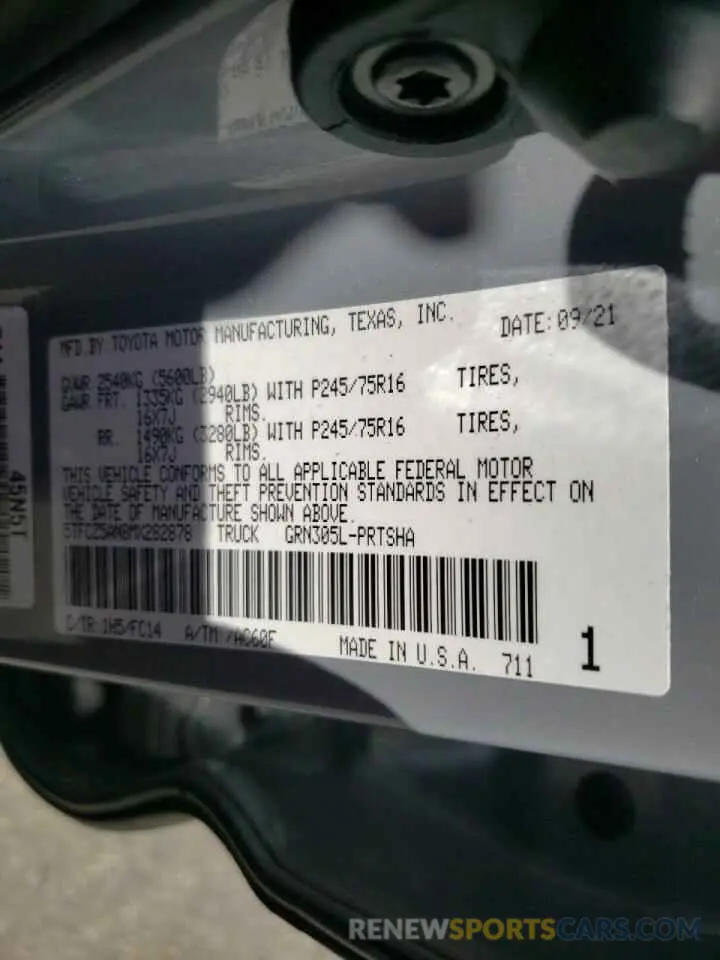 MFD BY TOYOTA MOTOR MANUFACTURING, TEXAS, INC. DATE: 09/21
GVWR 2540KG (5600LB)
GAWR FRT. 1335KG (2940LB) WITH P245/75R16 TIRES,
16X7J RIMS.
RR. 1490KG (3280LB) WITH P245/75R16 TIRES,
16X7J RIMS.
THIS VEHICLE CONFORMS TO ALL APPLICABLE FEDERAL MOTOR
VEHICLE SAFETY AND THEFT PREVENTION STANDARDS IN EFFECT ON
THE DATE OF MANUFACTURE SHOWN ABOVE.
5TFCZ5AN8MX282878 TRUCK GRN305L-PRTSHA
C/TR: 1H5/FC14 A/TM: /AC60F MADE IN U.S.A. 711 1
45N5T
RENEWSPORTSCARS.COM